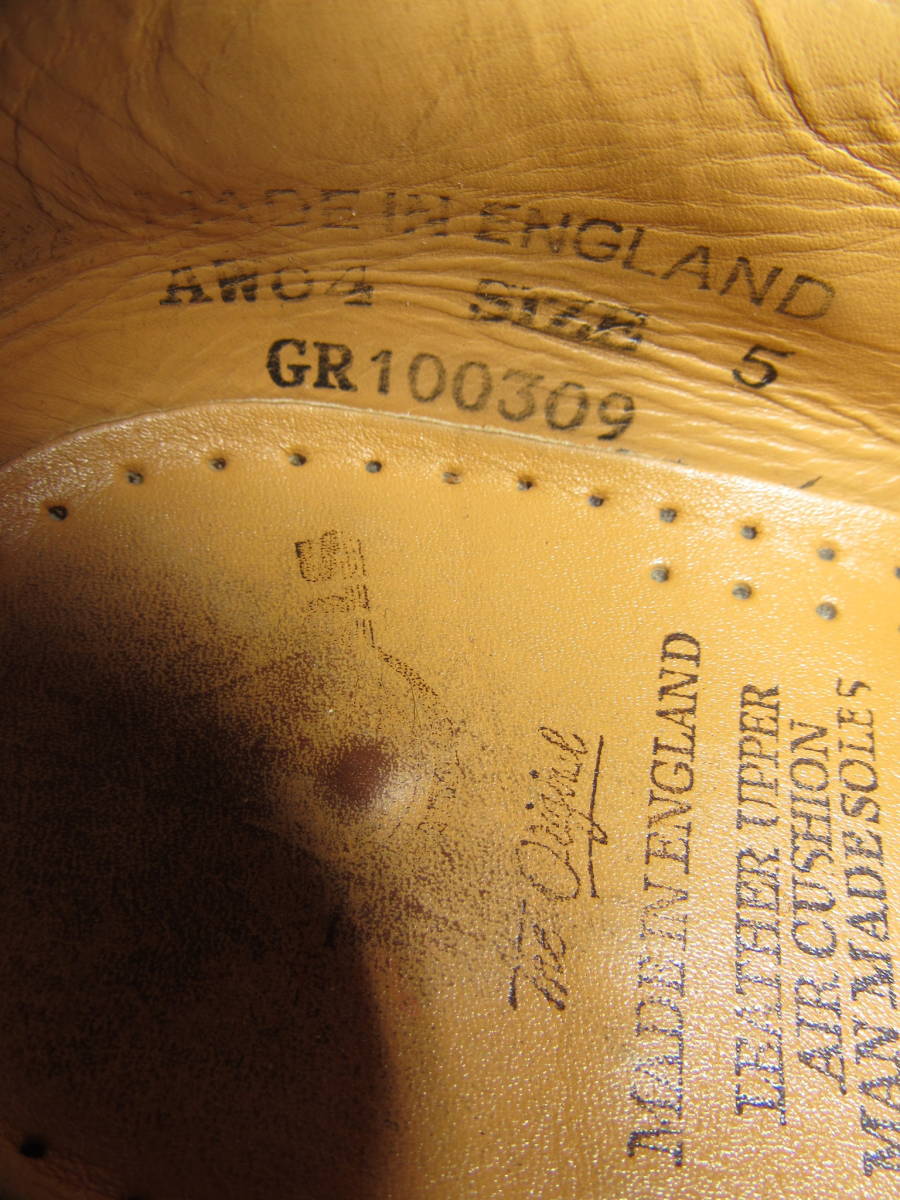 MADE IN ENGLAND
AW04 SIZE 5
GR100309
The Original
MADE IN ENGLAND
LEATHER UPPER
AIR CUSHION
MAN MADE SOLES